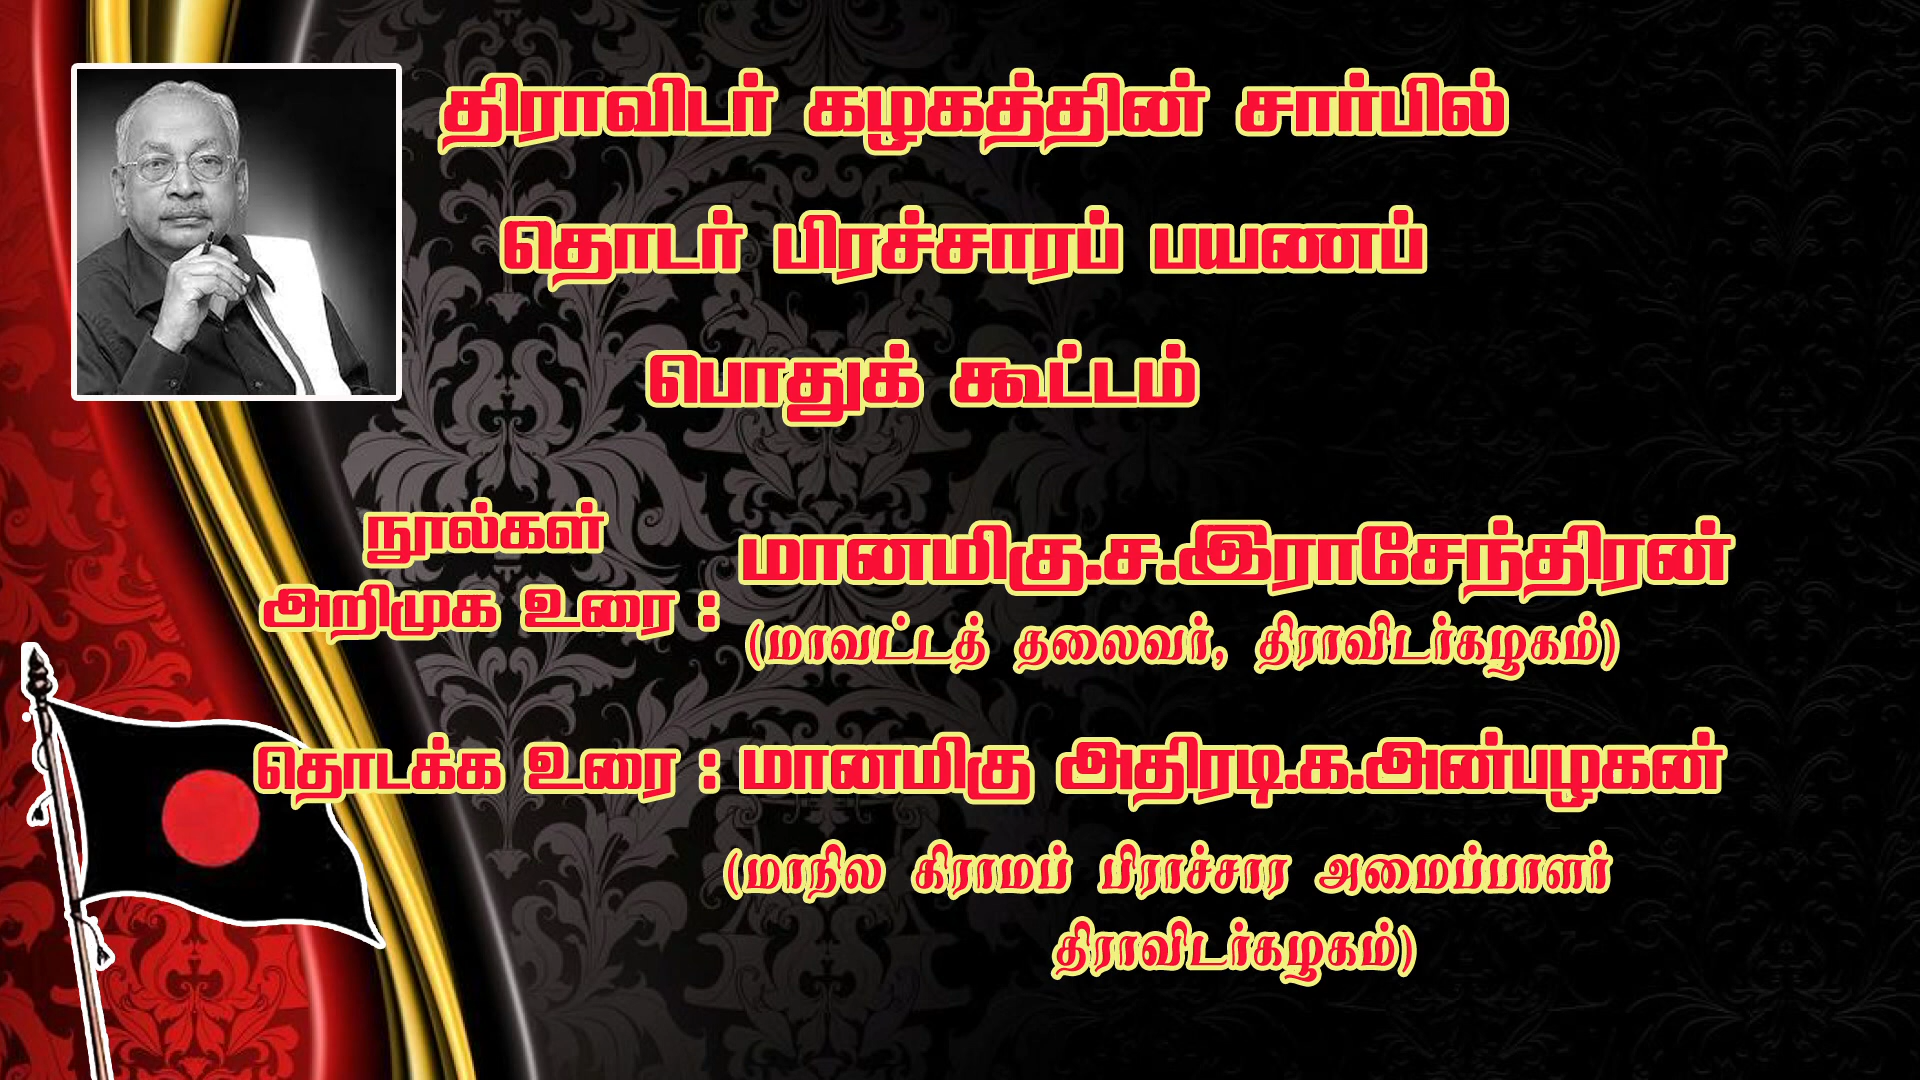 திராவிடர் கழகத்தின் சார்பில்
தொடர் பிரச்சாரப் பயணப்
பொதுக் கூட்டம்
நூல்கள்
அறிமுக உரை : மானமிகு.ச.இராசேந்திரன்
(மாவட்டத் தலைவர், திராவிடர்கழகம்)
தொடக்க உரை : மானமிகு அதிரடி.க.அன்பழகன்
(மாநில கிராமப் பிராச்சார அமைப்பாளர்
திராவிடர்கழகம்)